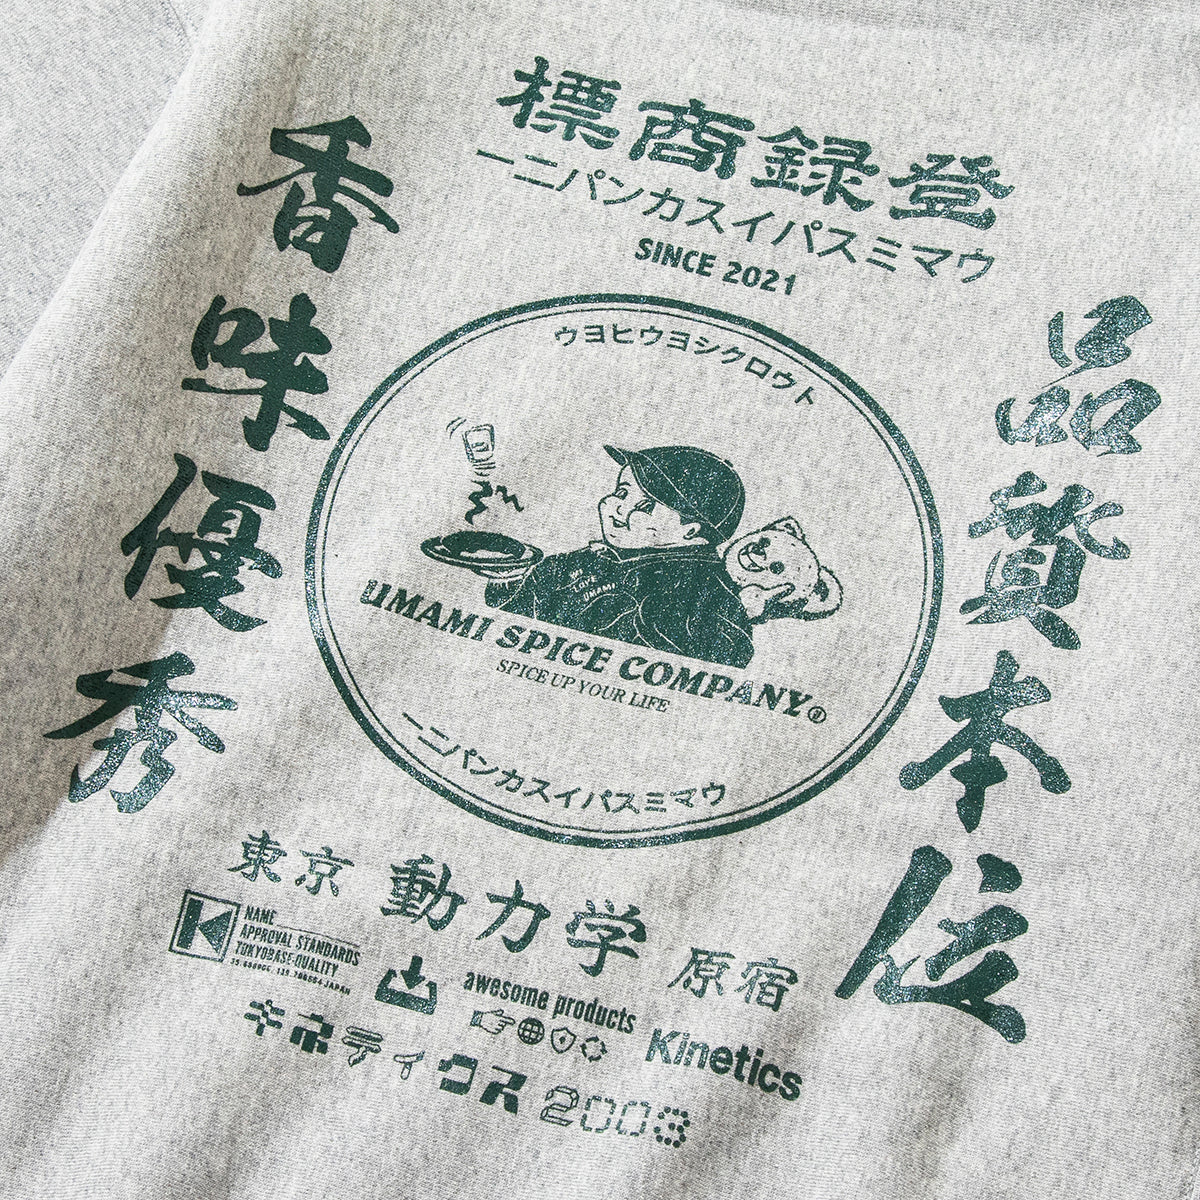 登録商標
ウマミスパイスカンパニー
SINCE 2021
品質本位
香味優秀
トウロクシヨウヒヨウ
WE
LOVE
UMAMI
UMAMI SPICE COMPANY®
SPICE UP YOUR LIFE
ウマミスパイスカンパニー
東京 動力学 原宿
K
NAME
APPROVAL STANDARDS
TOKYOBASE-QUALITY
JAPAN
awesome products
Kinetics
キネティクス 2003